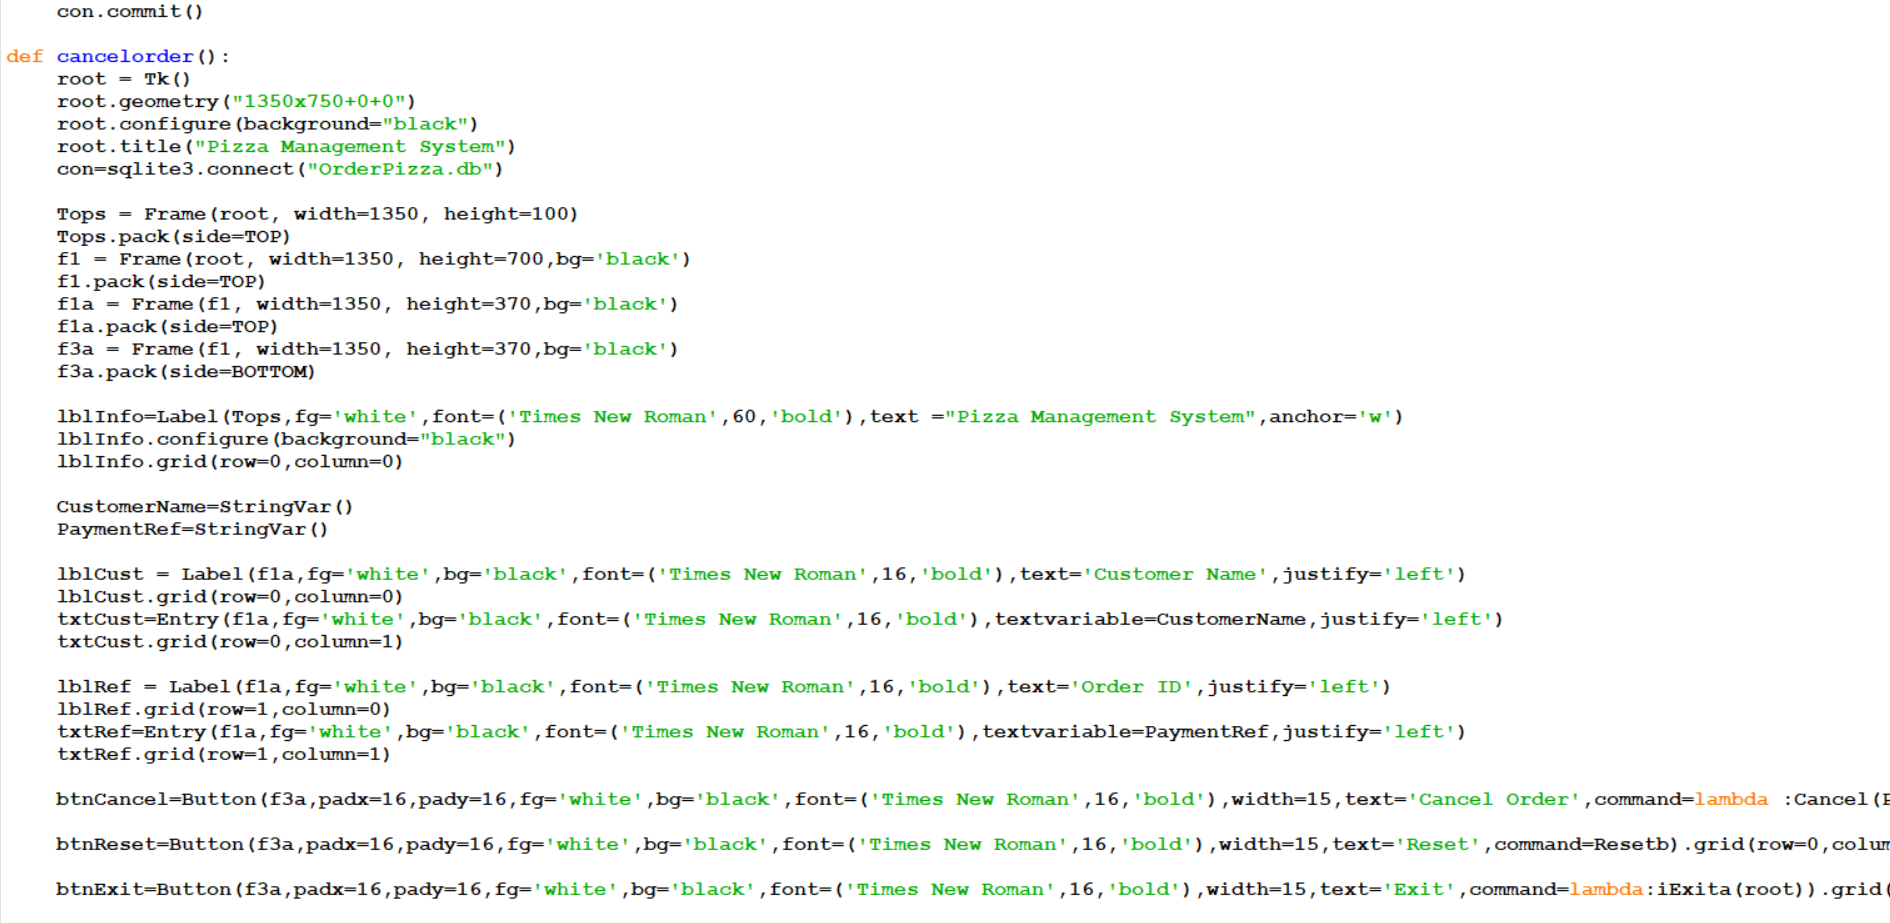 con.commit()
def cancelorder():
root = Tk()
root.geometry("1350x750+0+0")
root.configure(background="black")
root.title("Pizza Management System")
con=sqlite3.connect("OrderPizza.db")
Tops = Frame(root, width=1350, height=100)
Tops.pack(side=TOP)
f1 = Frame(root, width=1350, height=700,bg='black')
f1.pack(side=TOP)
f1a = Frame(f1, width=1350, height=370,bg='black')
f1a.pack(side=TOP)
f3a = Frame(f1, width=1350, height=370,bg='black')
f3a.pack(side=BOTTOM)
lblInfo=Label(Tops,fg='white',font=('Times New Roman',60,'bold'),text ="Pizza Management System",anchor='w')
lblInfo.configure(background="black")
lblInfo.grid(row=0,column=0)
CustomerName=StringVar()
PaymentRef=StringVar()
lblCust = Label(f1a,fg='white',bg='black',font=('Times New Roman',16,'bold'),text='Customer Name',justify='left')
lblCust.grid(row=0,column=0)
txtCust=Entry(f1a,fg='white',bg='black',font=('Times New Roman',16,'bold'),textvariable=CustomerName,justify='left')
txtCust.grid(row=0,column=1)
lblRef = Label(f1a,fg='white',bg='black',font=('Times New Roman',16,'bold'),text='Order ID',justify='left')
lblRef.grid(row=1,column=0)
txtRef=Entry(f1a,fg='white',bg='black',font=('Times New Roman',16,'bold'),textvariable=PaymentRef,justify='left')
txtRef.grid(row=1,column=1)
btnCancel=Button(f3a,padx=16,pady=16,fg='white',bg='black',font=('Times New Roman',16,'bold'),width=15,text='Cancel Order',command=lambda :Cancel(
btnReset=Button(f3a,padx=16,pady=16,fg='white',bg='black',font=('Times New Roman',16,'bold'),width=15,text='Reset',command=Resetb).grid(row=0,colum
btnExit=Button(f3a,padx=16,pady=16,fg='white',bg='black',font=('Times New Roman',16,'bold'),width=15,text='Exit',command=lambda:iExita(root)).grid(